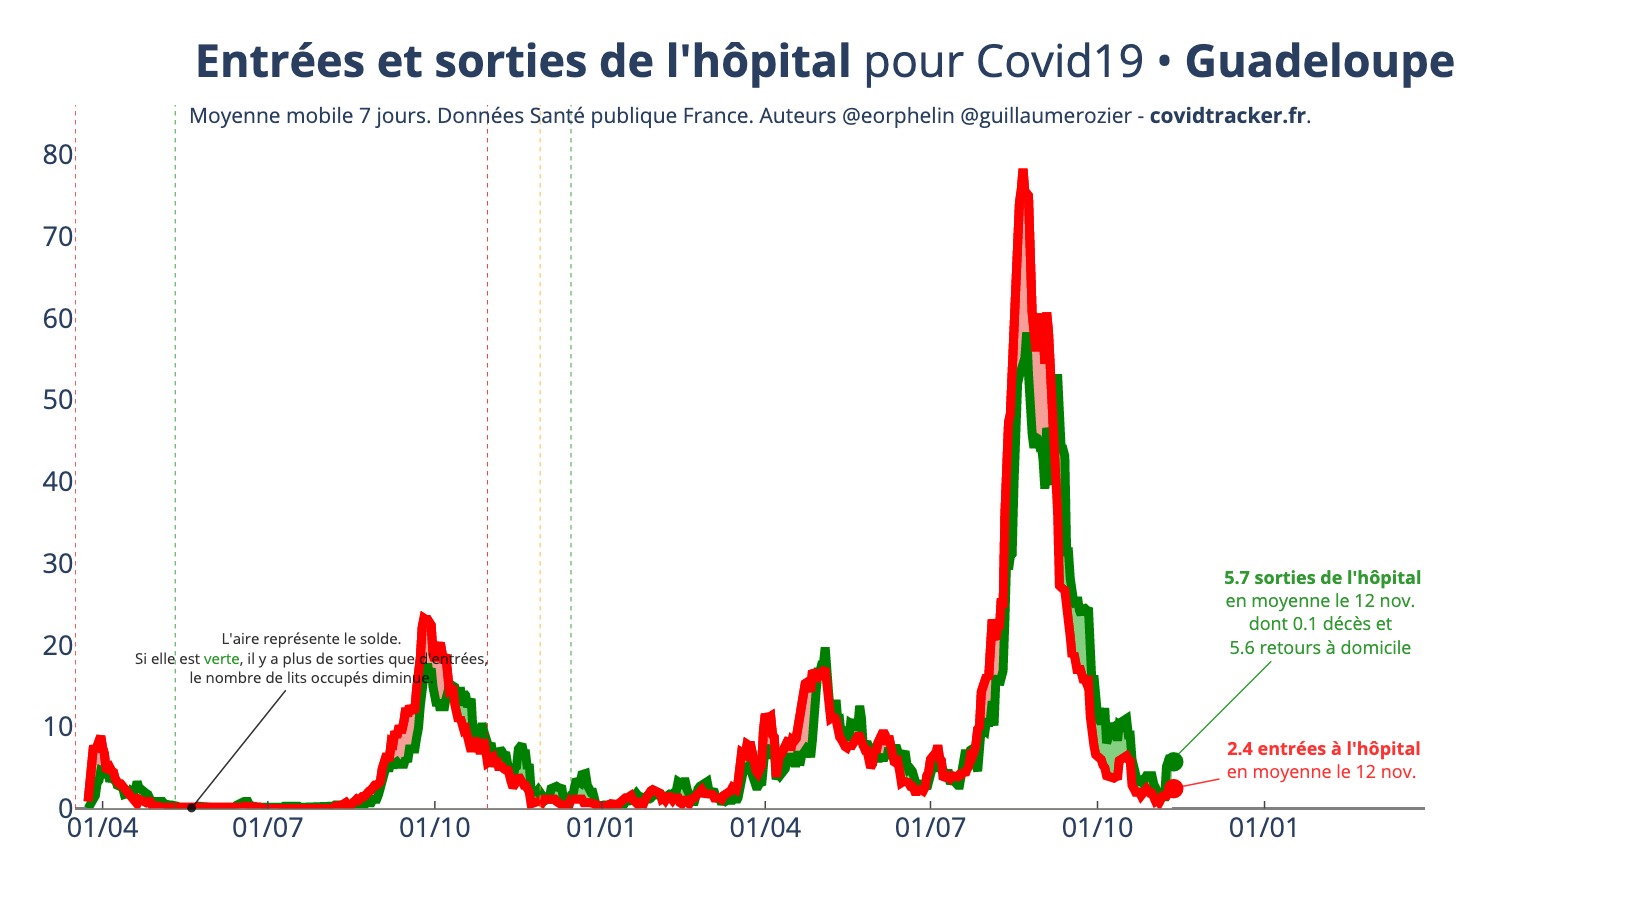 Entrées et sorties de l'hôpital pour Covid19 • Guadeloupe
Moyenne mobile 7 jours. Données Santé publique France. Auteurs @eorphelin @guillaumerozier - covidtracker.fr.
80
70
60
50
40
30
20
10
0
L'aire représente le solde.
Si elle est verte, il y a plus de sorties que d'entrées,
le nombre de lits occupés diminue.
5.7 sorties de l'hôpital
en moyenne le 12 nov.
dont 0.1 décès et
5.6 retours à domicile
2.4 entrées à l'hôpital
en moyenne le 12 nov.
01/04 01/07 01/10 01/01 01/04 01/07 01/10 01/01